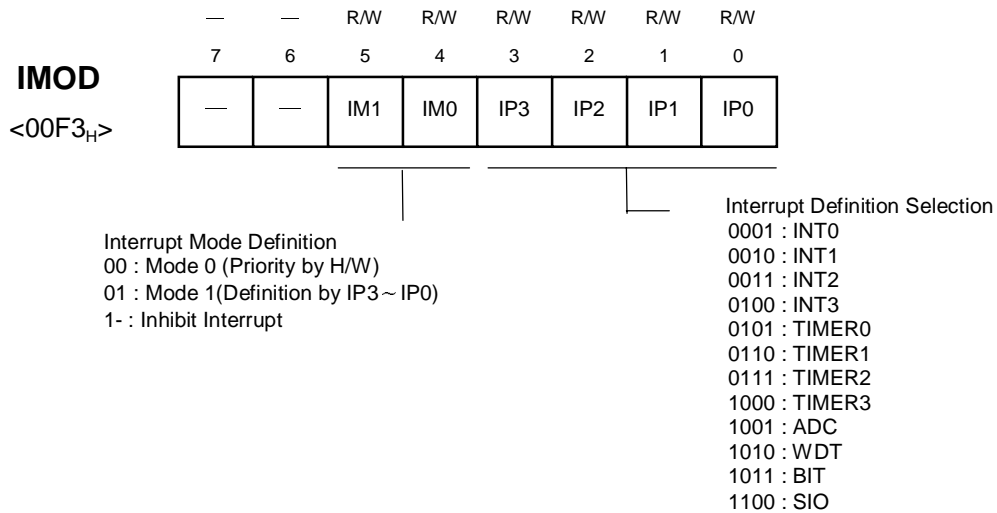 — — R/W R/W R/W R/W R/W R/W
7 6 5 4 3 2 1 0
IMOD
<00F3H>
— — IM1 IM0 IP3 IP2 IP1 IP0
Interrupt Mode Definition
00 : Mode 0 (Priority by H/W)
01 : Mode 1(Definition by IP3～IP0)
1- : Inhibit Interrupt
Interrupt Definition Selection
0001 : INT0
0010 : INT1
0011 : INT2
0100 : INT3
0101 : TIMER0
0110 : TIMER1
0111 : TIMER2
1000 : TIMER3
1001 : ADC
1010 : WDT
1011 : BIT
1100 : SIO